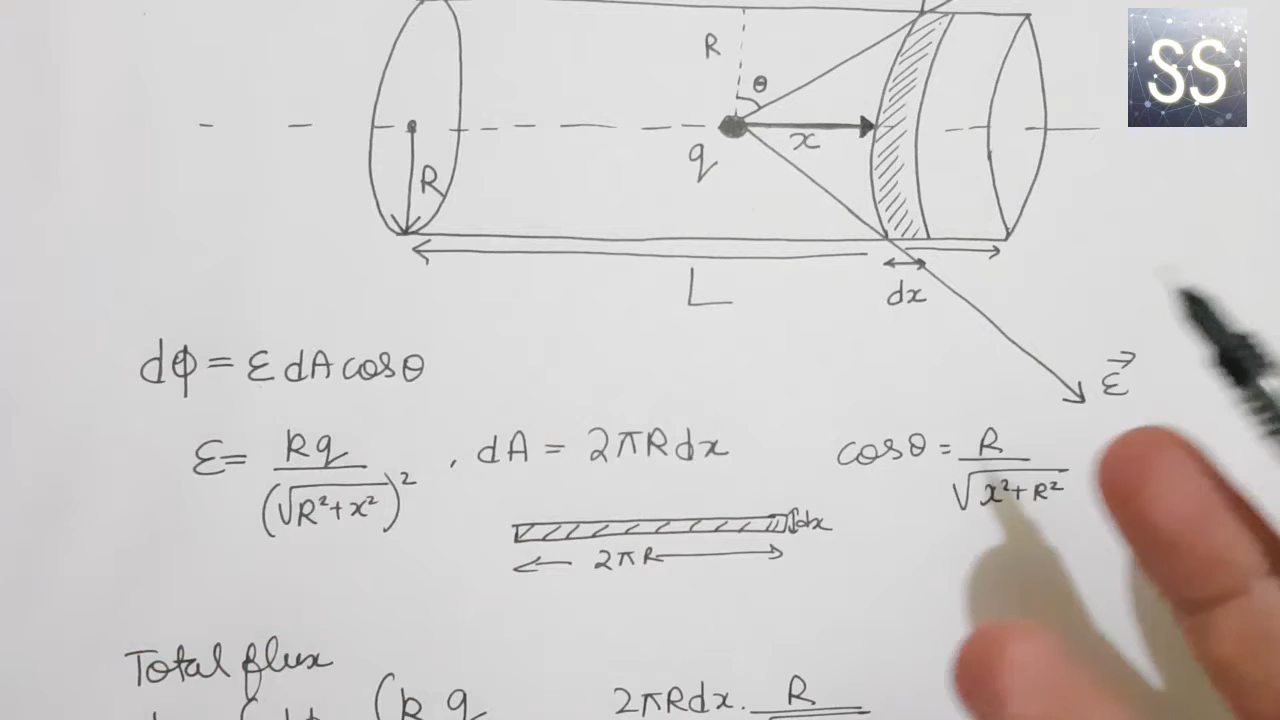 SS
R
θ
q
x
R
L
dx
dφ = ε dA cosθ
ε⃗
ε = kq / (√R²+x²)² , dA = 2πR dx cosθ = R / √x²+R²
dx
2πR
Total flux
k q 2πR dx. R